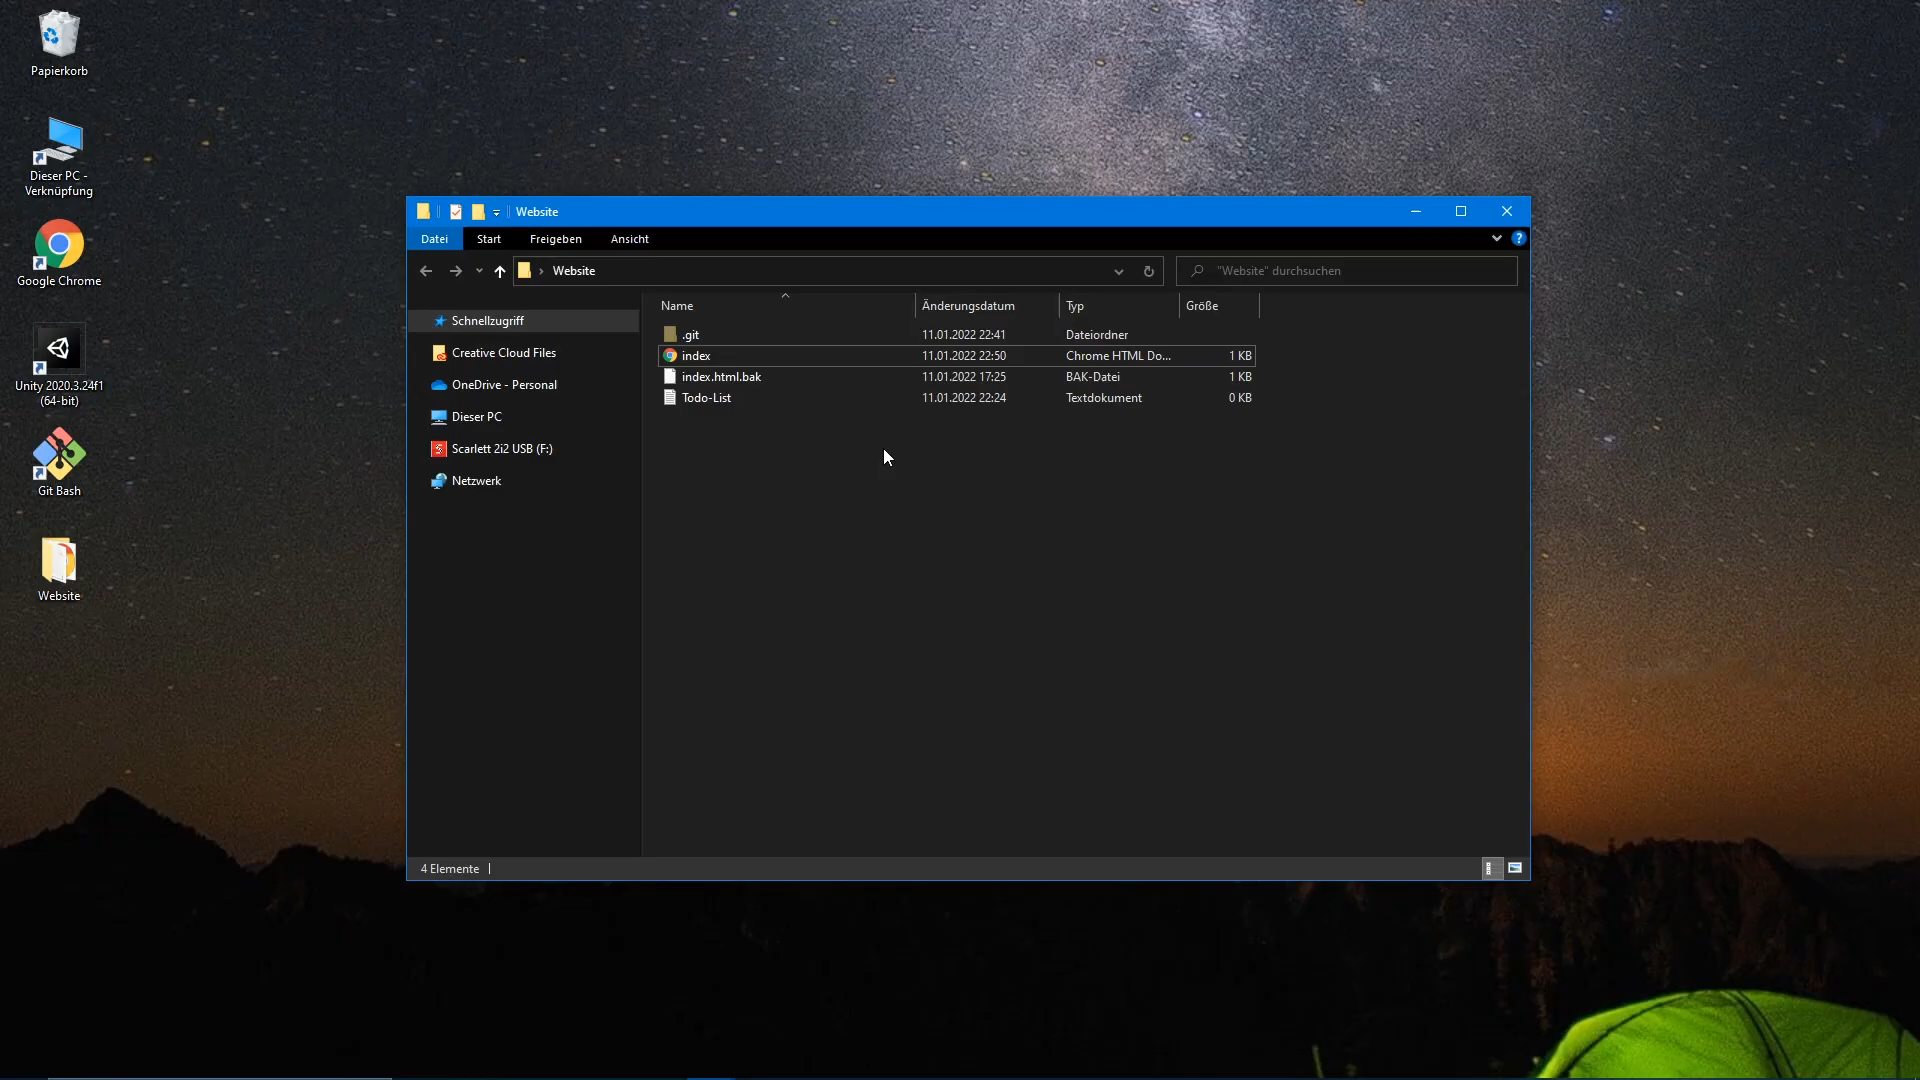 Papierkorb
Dieser PC -
Verknüpfung
Google Chrome
Unity 2020.3.24f1
(64-bit)
Git Bash
Website
Website
Datei Start Freigeben Ansicht
Website
"Website" durchsuchen
Name Änderungsdatum Typ Größe
.git 11.01.2022 22:41 Dateiordner
index 11.01.2022 22:50 Chrome HTML Do... 1 KB
index.html.bak 11.01.2022 17:25 BAK-Datei 1 KB
Todo-List 11.01.2022 22:24 Textdokument 0 KB
Schnellzugriff
Creative Cloud Files
OneDrive - Personal
Dieser PC
Scarlett 2i2 USB (F:)
Netzwerk
4 Elemente